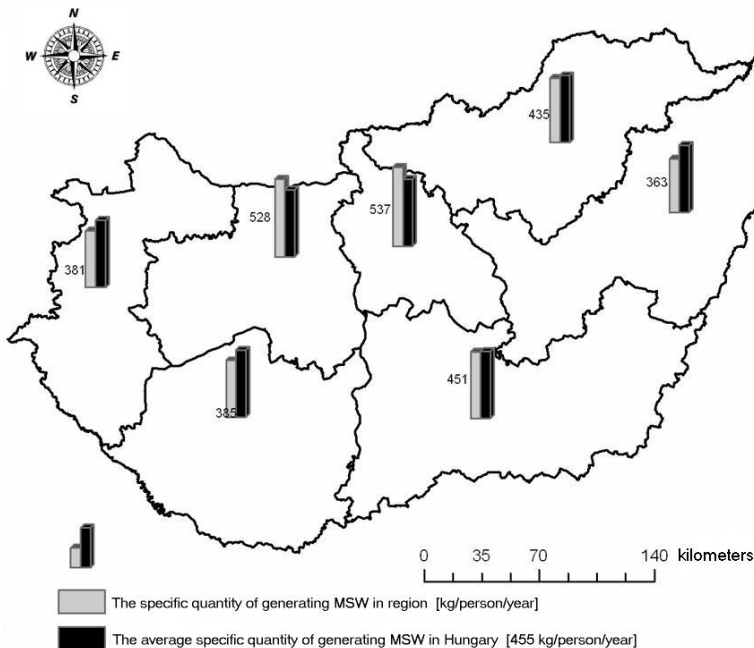 N
W E
S
435
363
528
537
381
451
385
0 35 70 140 kilometers
The specific quantity of generating MSW in region [kg/person/year]
The average specific quantity of generating MSW in Hungary [455 kg/person/year]